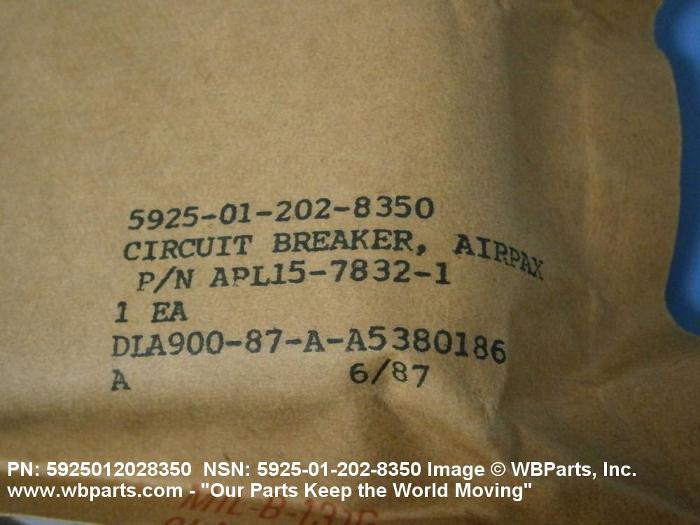 5925-01-202-8350
CIRCUIT BREAKER, AIRPAX
P/N APL15-7832-1
1 EA
DLA900-87-A-A5380186
A 6/87
PN: 5925012028350 NSN: 5925-01-202-8350 Image © WBParts, Inc.
www.wbparts.com - "Our Parts Keep the World Moving"